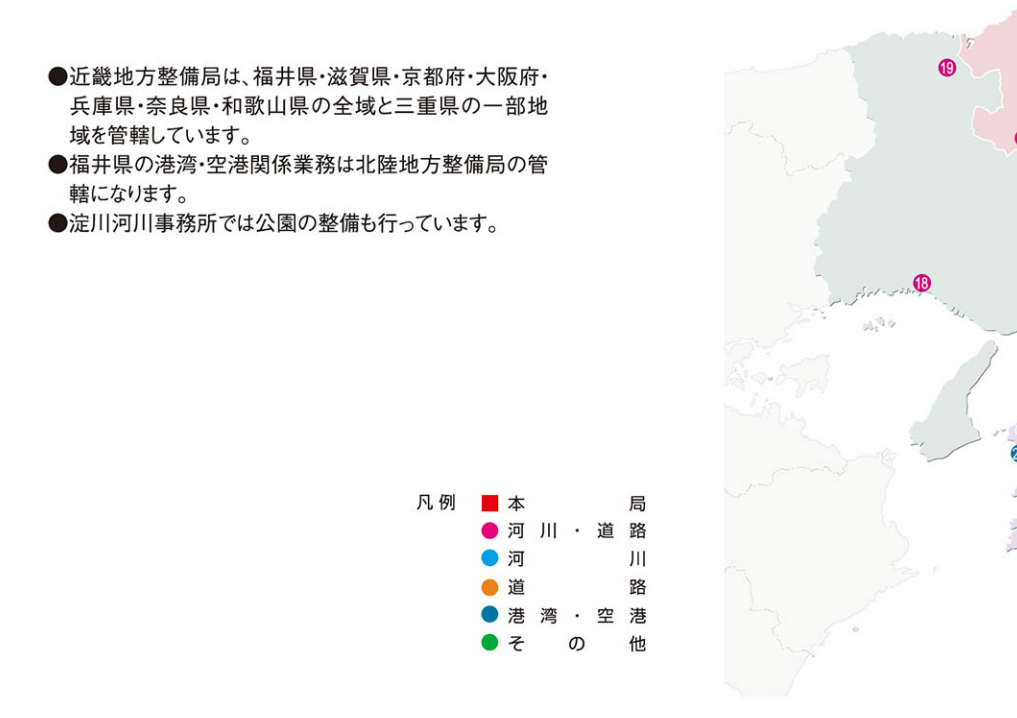 ●近畿地方整備局は、福井県・滋賀県・京都府・大阪府・
兵庫県・奈良県・和歌山県の全域と三重県の一部地
域を管轄しています。
●福井県の港湾・空港関係業務は北陸地方整備局の管
轄になります。
●淀川河川事務所では公園の整備も行っています。
凡例
本局
河川・道路
河川
道路
港湾・空港
その他
19
18